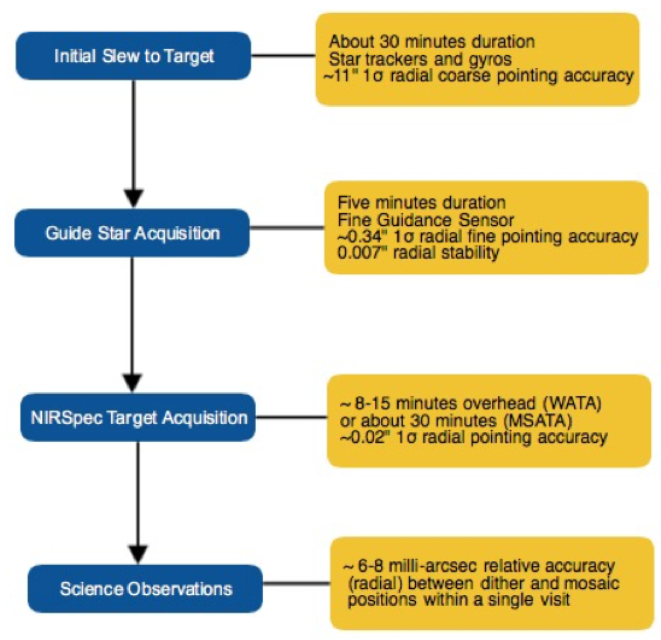 Initial Slew to Target
About 30 minutes duration
Star trackers and gyros
~11" 1σ radial coarse pointing accuracy
Guide Star Acquisition
Five minutes duration
Fine Guidance Sensor
~0.34" 1σ radial fine pointing accuracy
0.007" radial stability
NIRSpec Target Acquisition
~ 8-15 minutes overhead (WATA)
or about 30 minutes (MSATA)
~0.02" 1σ radial pointing accuracy
Science Observations
~ 6-8 milli-arcsec relative accuracy
(radial) between dither and mosaic
positions within a single visit